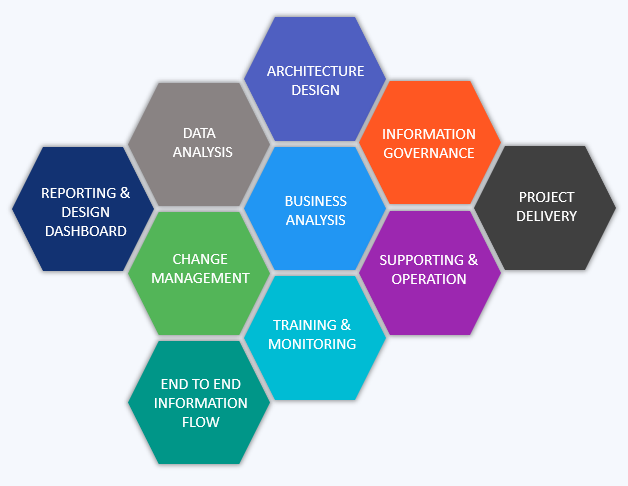 ARCHITECTURE
DESIGN
DATA
ANALYSIS
INFORMATION
GOVERNANCE
REPORTING &
DESIGN
DASHBOARD
BUSINESS
ANALYSIS
PROJECT
DELIVERY
CHANGE
MANAGEMENT
SUPPORTING &
OPERATION
TRAINING &
MONITORING
END TO END
INFORMATION
FLOW